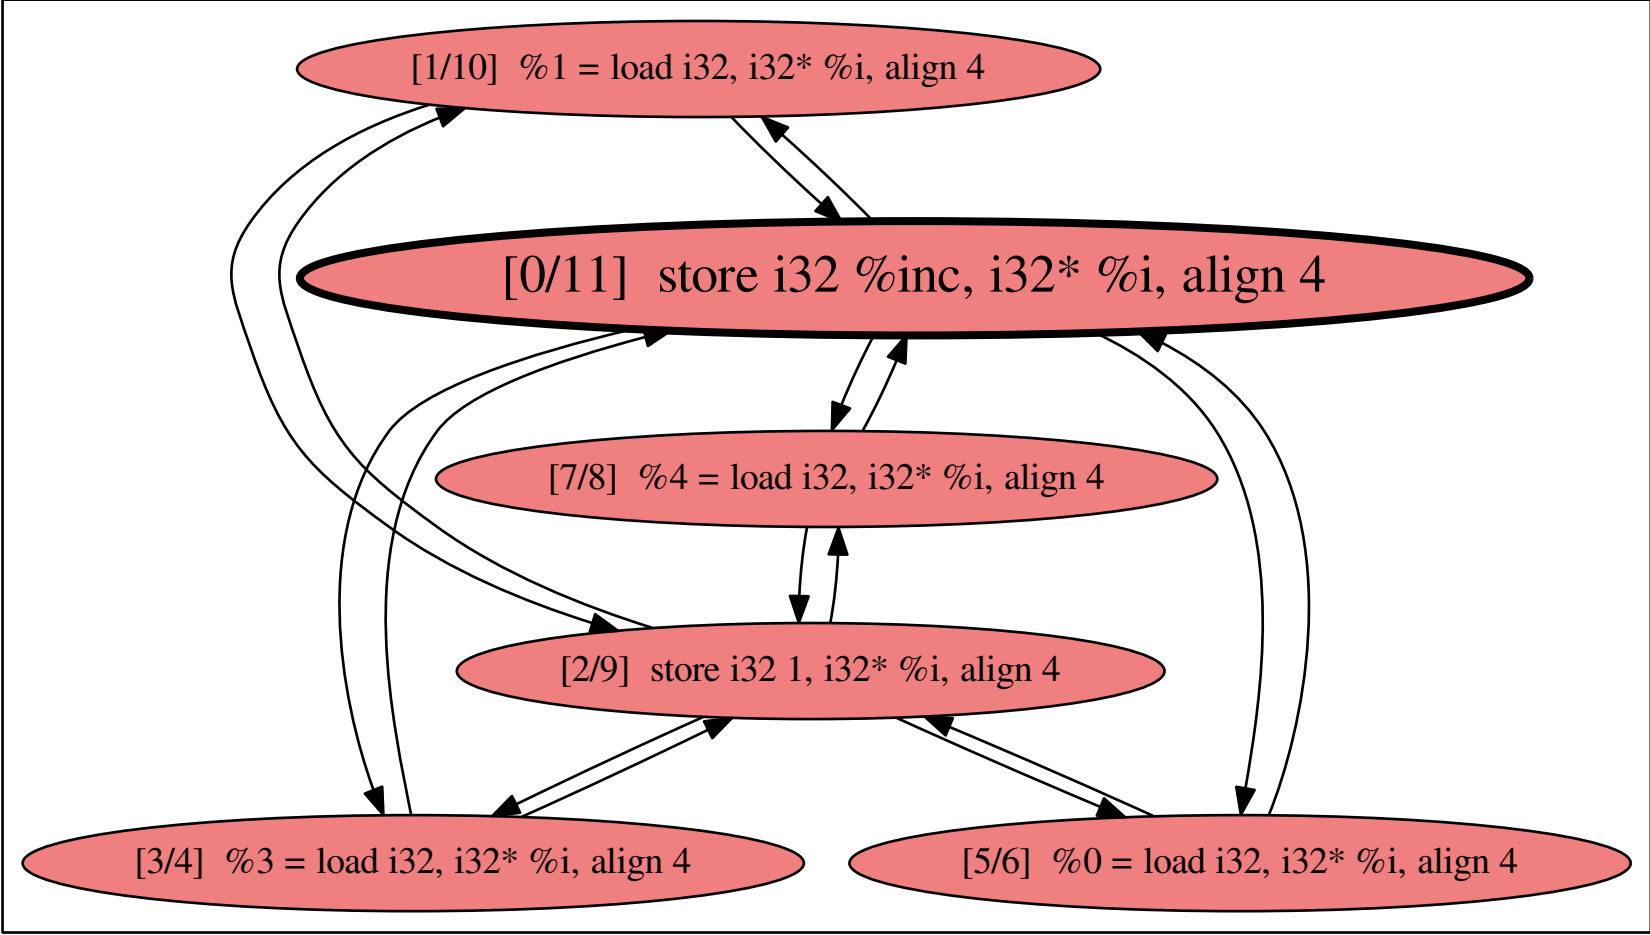 [1/10]  %1 = load i32, i32* %i, align 4
[0/11]  store i32 %inc, i32* %i, align 4
[7/8]  %4 = load i32, i32* %i, align 4
[2/9]  store i32 1, i32* %i, align 4
[3/4]  %3 = load i32, i32* %i, align 4
[5/6]  %0 = load i32, i32* %i, align 4